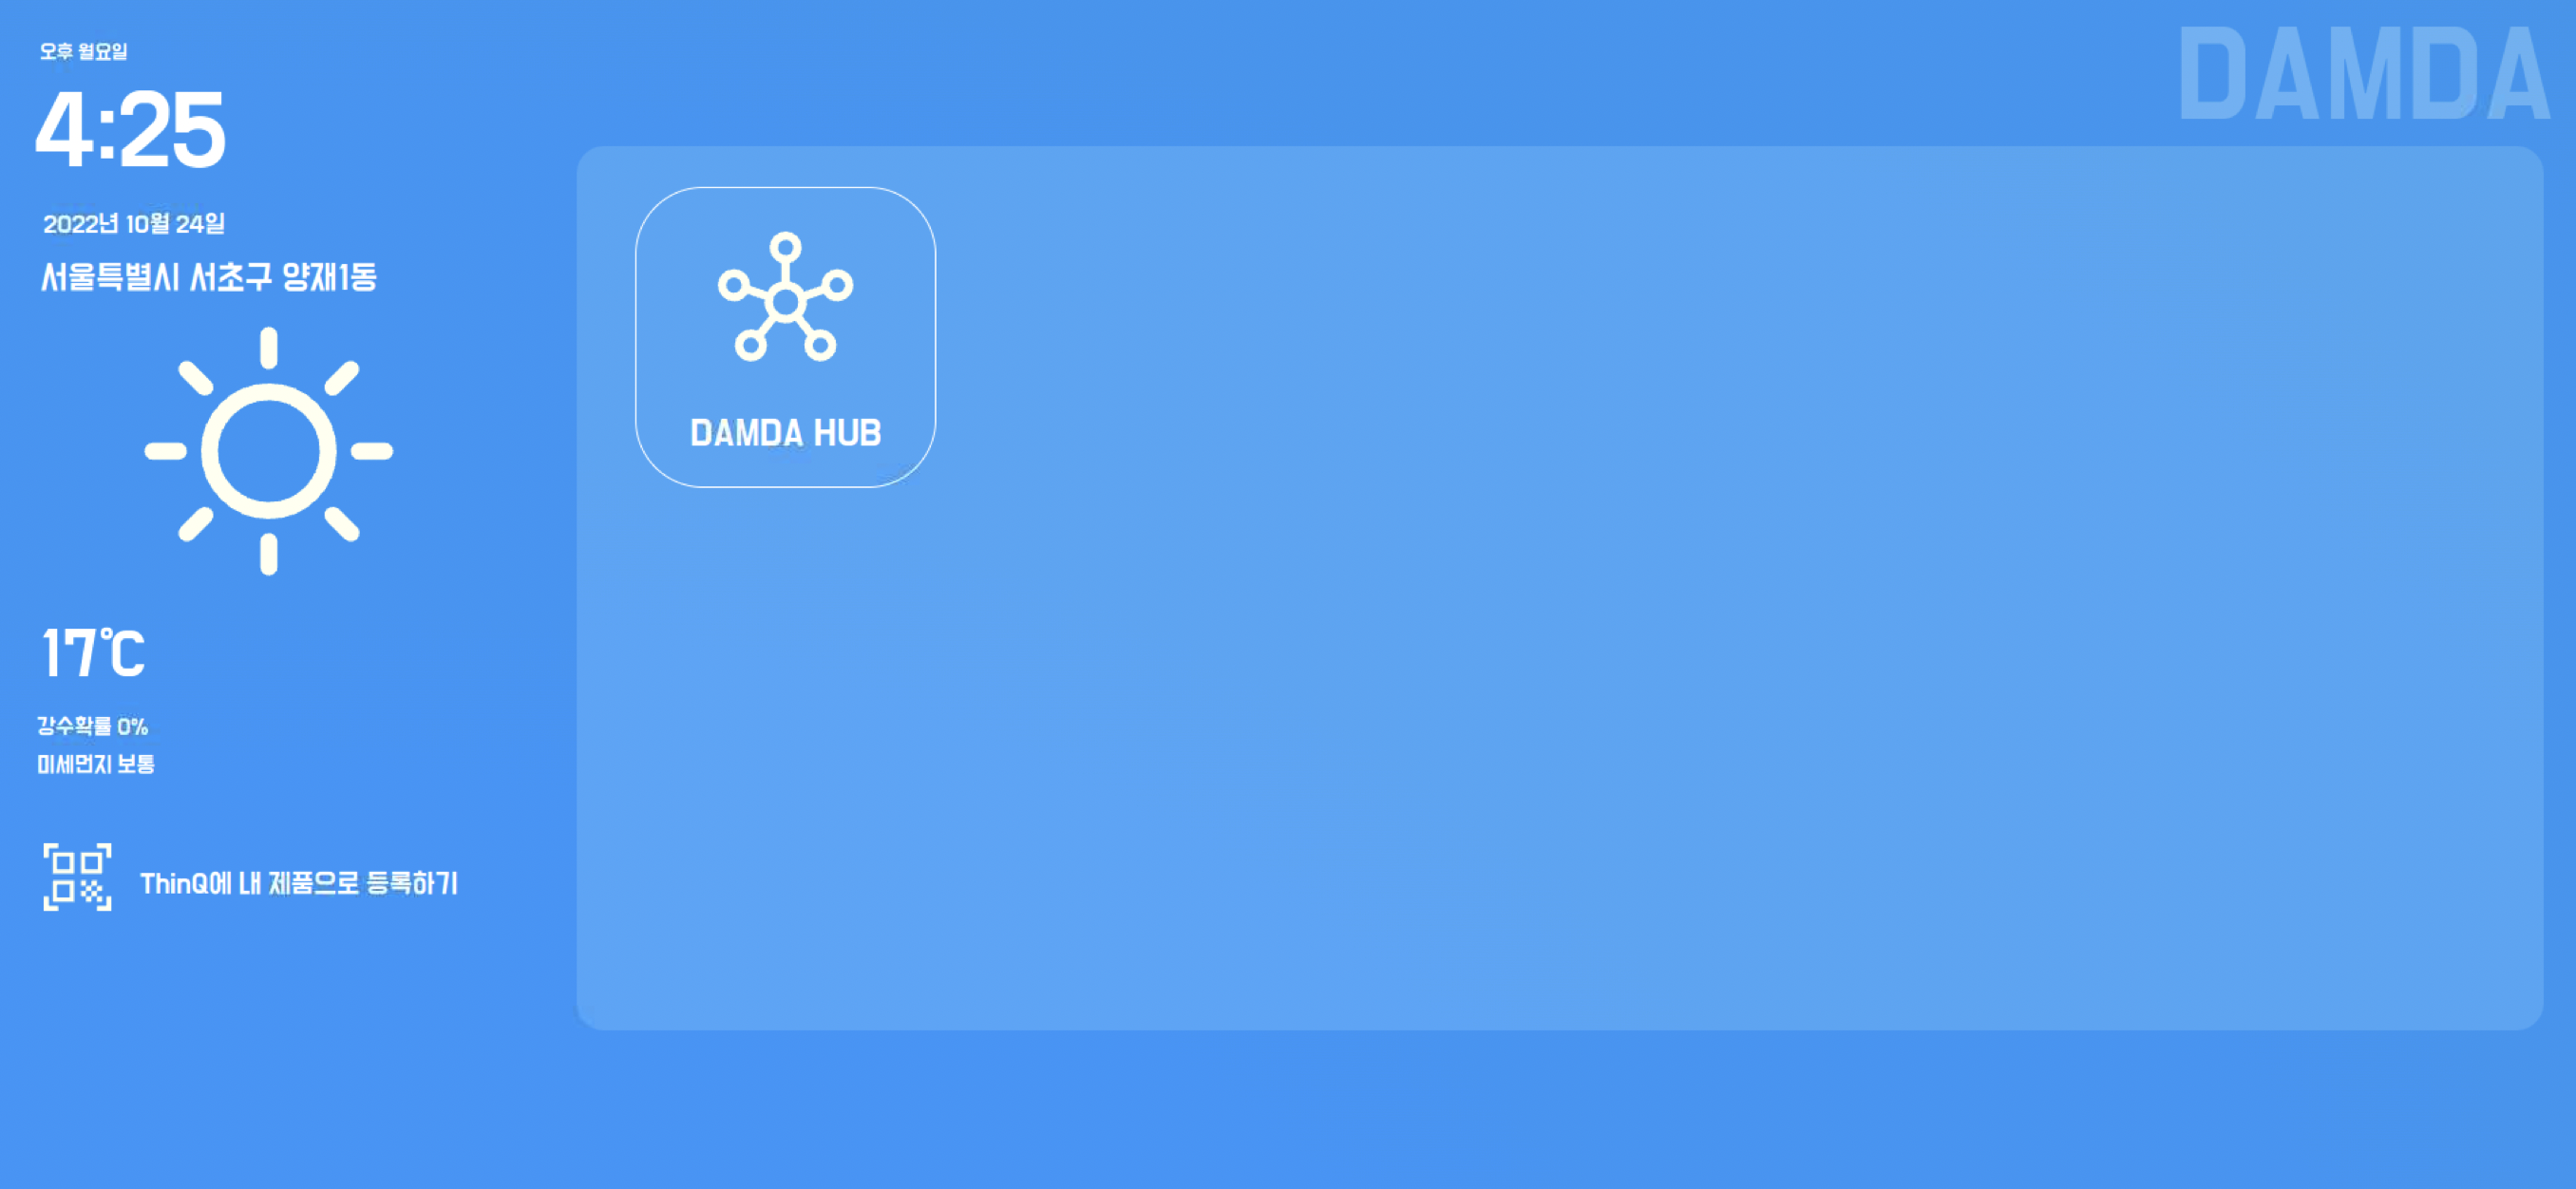 오후 월요일
4:25
2022년 10월 24일
서울특별시 서초구 양재1동
17℃
강수확률 0%
미세먼지 보통
ThinQ에 내 제품으로 등록하기
DAMDA
DAMDA HUB